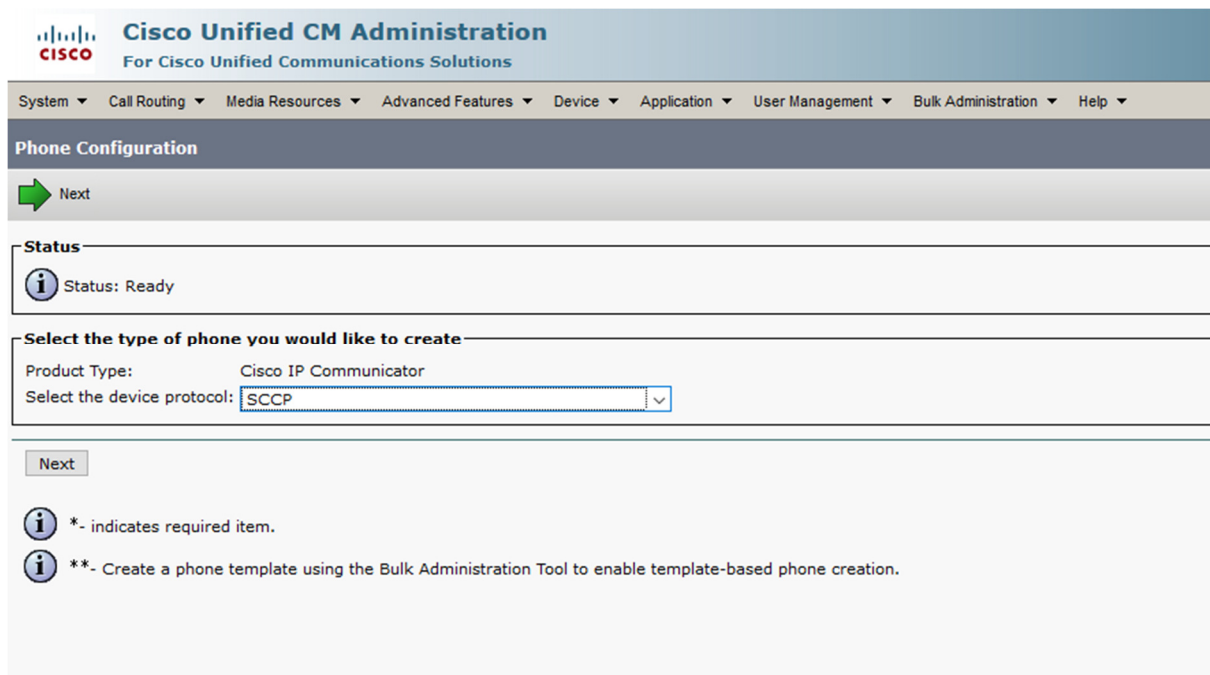 CISCO
Cisco Unified CM Administration
For Cisco Unified Communications Solutions
System Call Routing Media Resources Advanced Features Device Application User Management Bulk Administration Help
Phone Configuration
Next
Status
Status: Ready
Select the type of phone you would like to create
Product Type: Cisco IP Communicator
Select the device protocol: SCCP
Next
*- indicates required item.
**- Create a phone template using the Bulk Administration Tool to enable template-based phone creation.